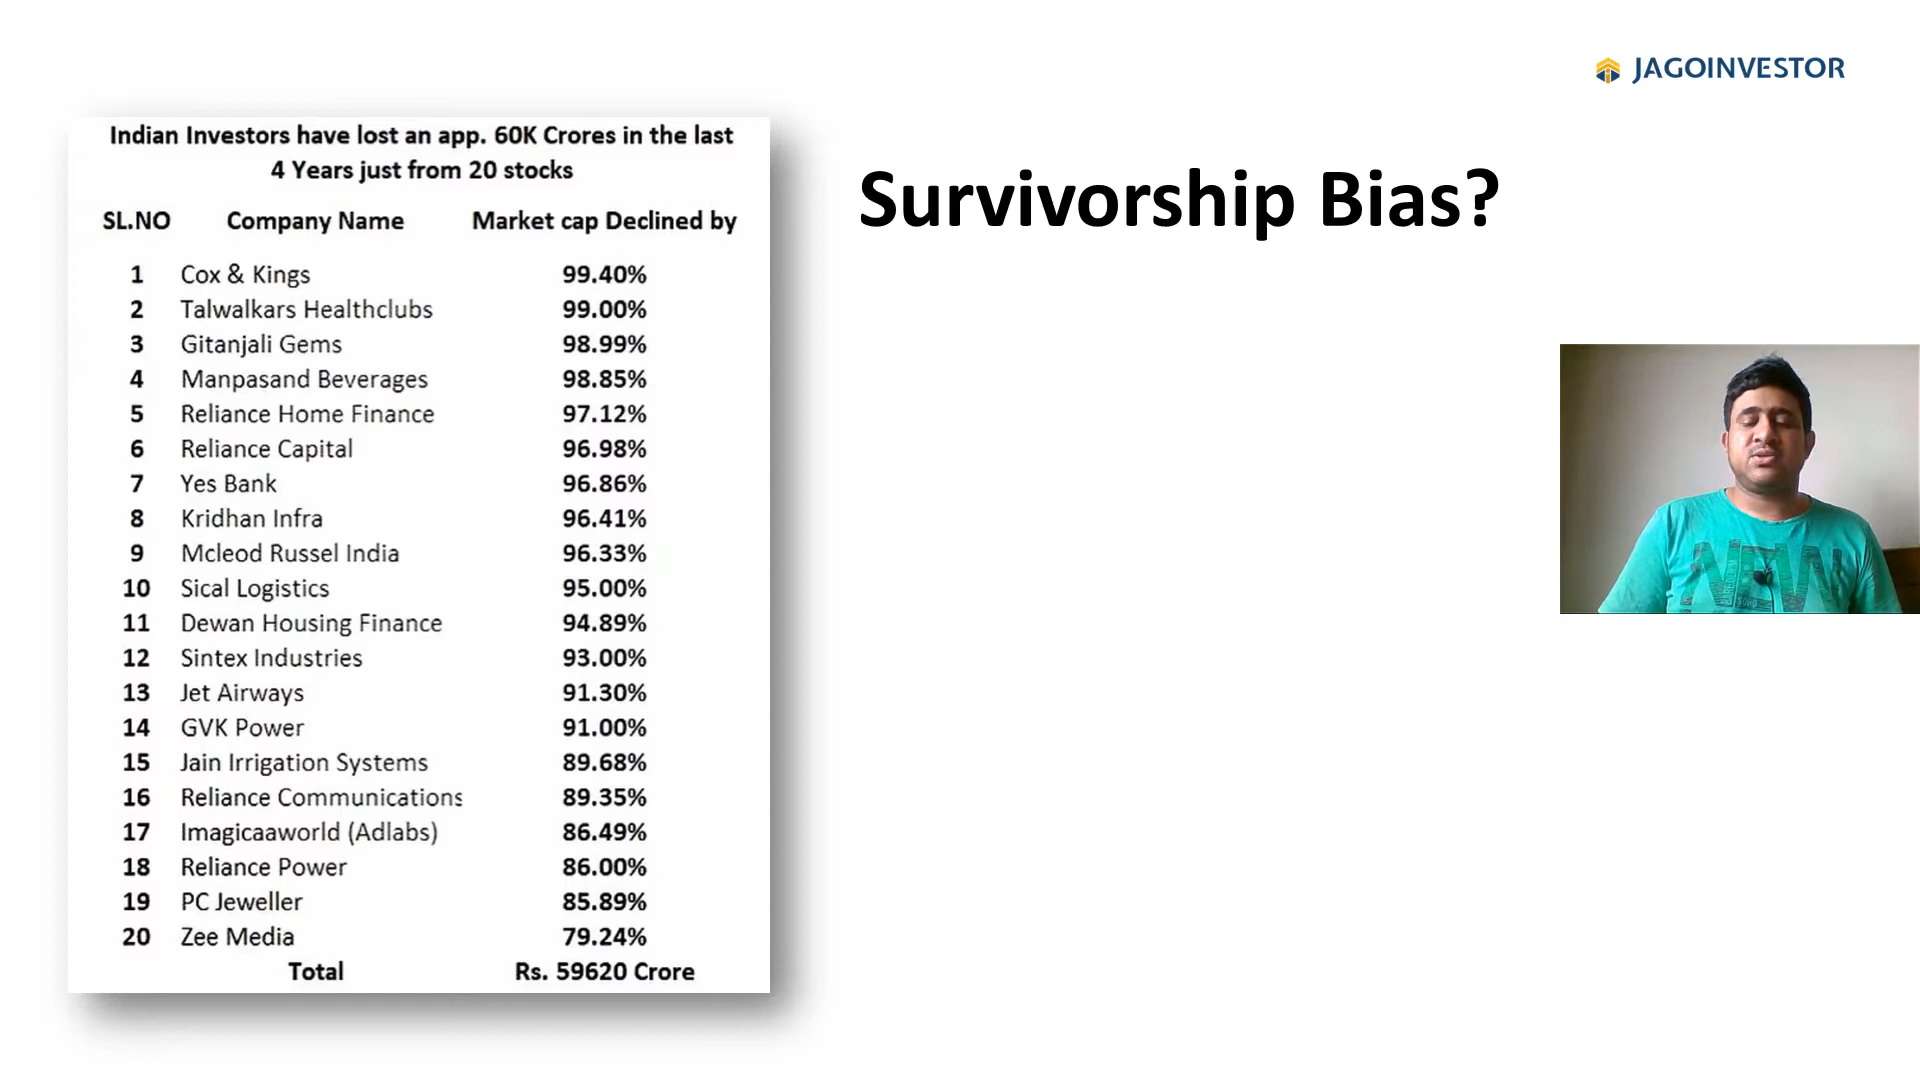 JAGOINVESTOR
Indian Investors have lost an app. 60K Crores in the last
4 Years just from 20 stocks
SL.NO Company Name Market cap Declined by
1 Cox & Kings 99.40%
2 Talwalkars Healthclubs 99.00%
3 Gitanjali Gems 98.99%
4 Manpasand Beverages 98.85%
5 Reliance Home Finance 97.12%
6 Reliance Capital 96.98%
7 Yes Bank 96.86%
8 Kridhan Infra 96.41%
9 Mcleod Russel India 96.33%
10 Sical Logistics 95.00%
11 Dewan Housing Finance 94.89%
12 Sintex Industries 93.00%
13 Jet Airways 91.30%
14 GVK Power 91.00%
15 Jain Irrigation Systems 89.68%
16 Reliance Communications 89.35%
17 Imagicaaworld (Adlabs) 86.49%
18 Reliance Power 86.00%
19 PC Jeweller 85.89%
20 Zee Media 79.24%
Total Rs. 59620 Crore
Survivorship Bias?
NEW